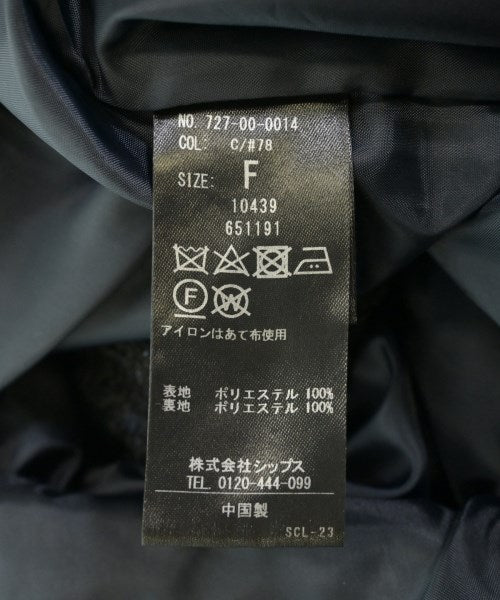 NO. 727-00-0014
COL: C/#78
SIZE: F
10439
651191
F W
アイロンはあて布使用
表地 ポリエステル 100%
裏地 ポリエステル 100%
株式会社シップス
TEL 0120-444-099
中国製
SCL-23